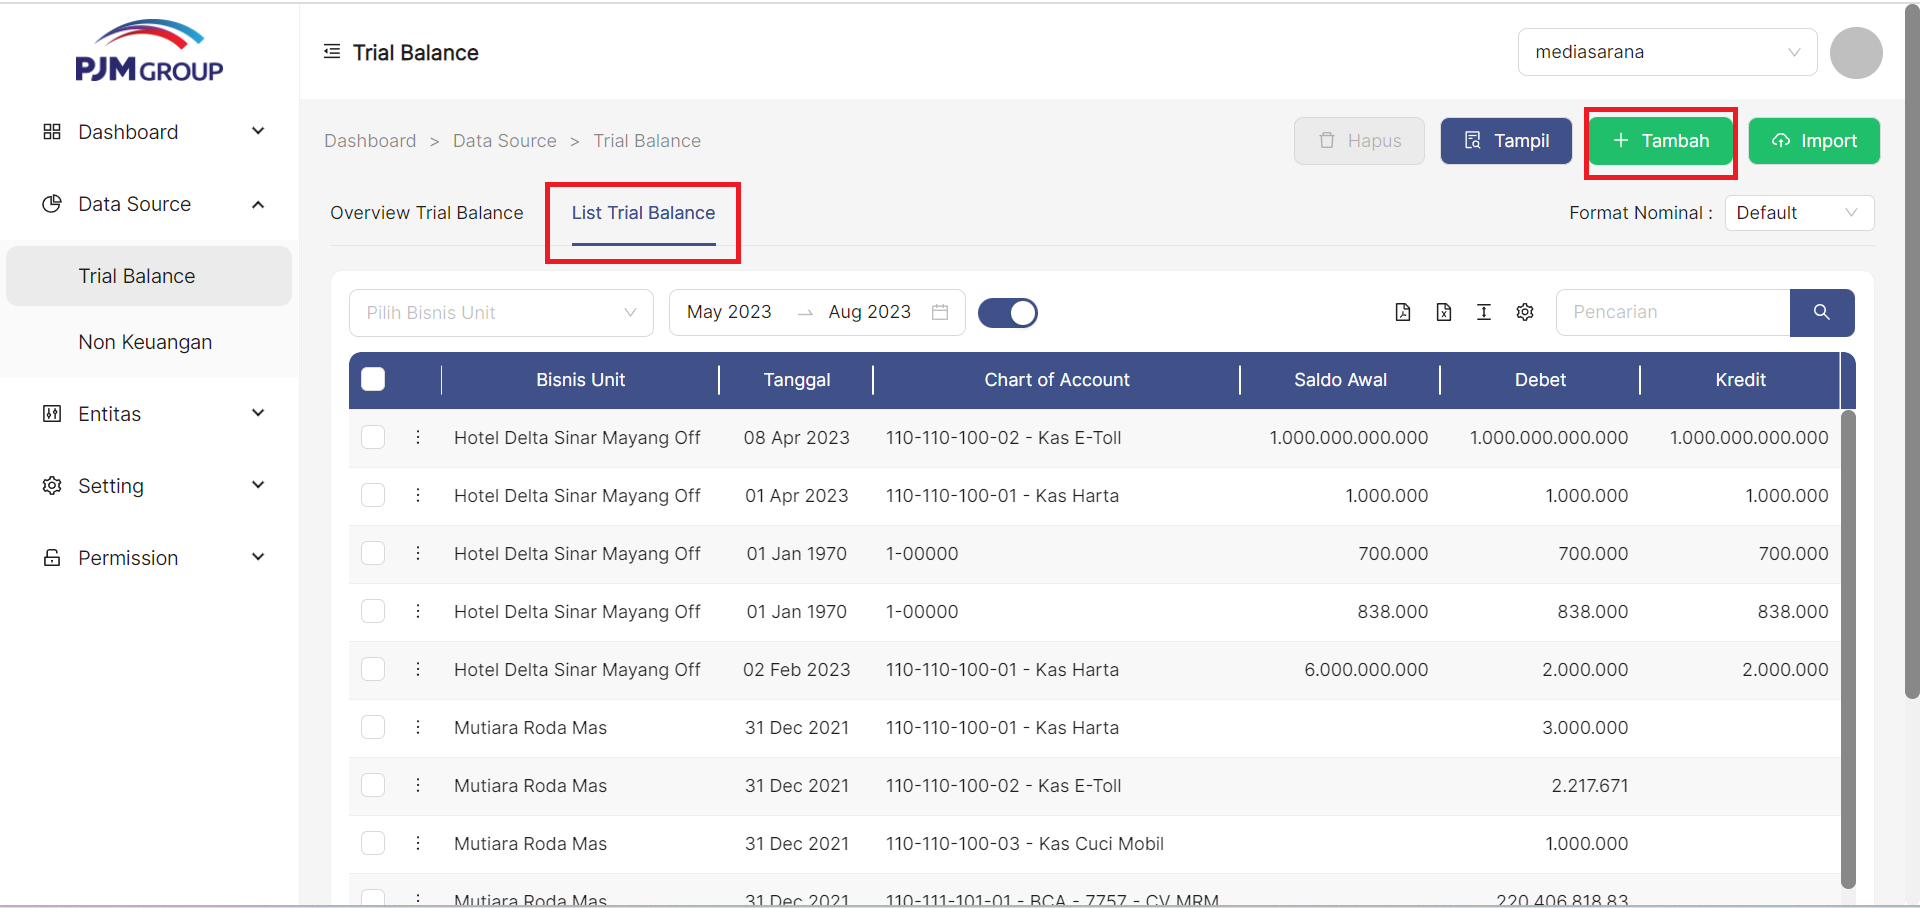 PJM GROUP
Trial Balance
mediasarana
Dashboard
Data Source
Trial Balance
Non Keuangan
Entitas
Setting
Permission
Dashboard > Data Source > Trial Balance
Hapus
Tampil
+ Tambah
Import
Overview Trial Balance
List Trial Balance
Format Nominal :
Default
Pilih Bisnis Unit
May 2023 → Aug 2023
Pencarian
Bisnis Unit Tanggal Chart of Account Saldo Awal Debet Kredit
Hotel Delta Sinar Mayang Off 08 Apr 2023 110-110-100-02 - Kas E-Toll 1.000.000.000.000 1.000.000.000.000 1.000.000.000.000
Hotel Delta Sinar Mayang Off 01 Apr 2023 110-110-100-01 - Kas Harta 1.000.000 1.000.000 1.000.000
Hotel Delta Sinar Mayang Off 01 Jan 1970 1-00000 700.000 700.000 700.000
Hotel Delta Sinar Mayang Off 01 Jan 1970 1-00000 838.000 838.000 838.000
Hotel Delta Sinar Mayang Off 02 Feb 2023 110-110-100-01 - Kas Harta 6.000.000.000 2.000.000 2.000.000
Mutiara Roda Mas 31 Dec 2021 110-110-100-01 - Kas Harta 3.000.000
Mutiara Roda Mas 31 Dec 2021 110-110-100-02 - Kas E-Toll 2.217.671
Mutiara Roda Mas 31 Dec 2021 110-110-100-03 - Kas Cuci Mobil 1.000.000
Mutiara Roda Mas 31 Dec 2021 110-111-101-01 - BCA - 7757 - CV MRM 220.406.818,83